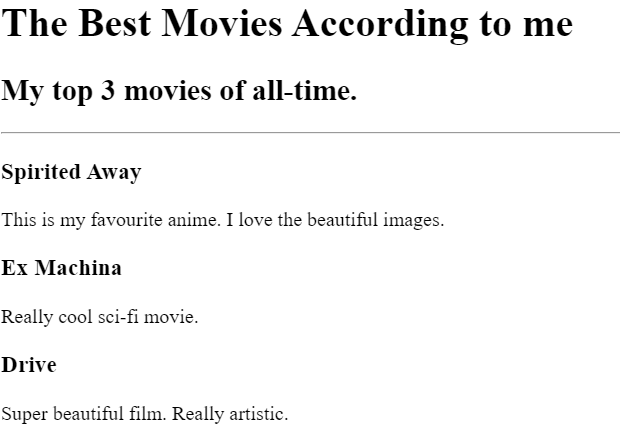 The Best Movies According to me
My top 3 movies of all-time.
Spirited Away
This is my favourite anime. I love the beautiful images.
Ex Machina
Really cool sci-fi movie.
Drive
Super beautiful film. Really artistic.